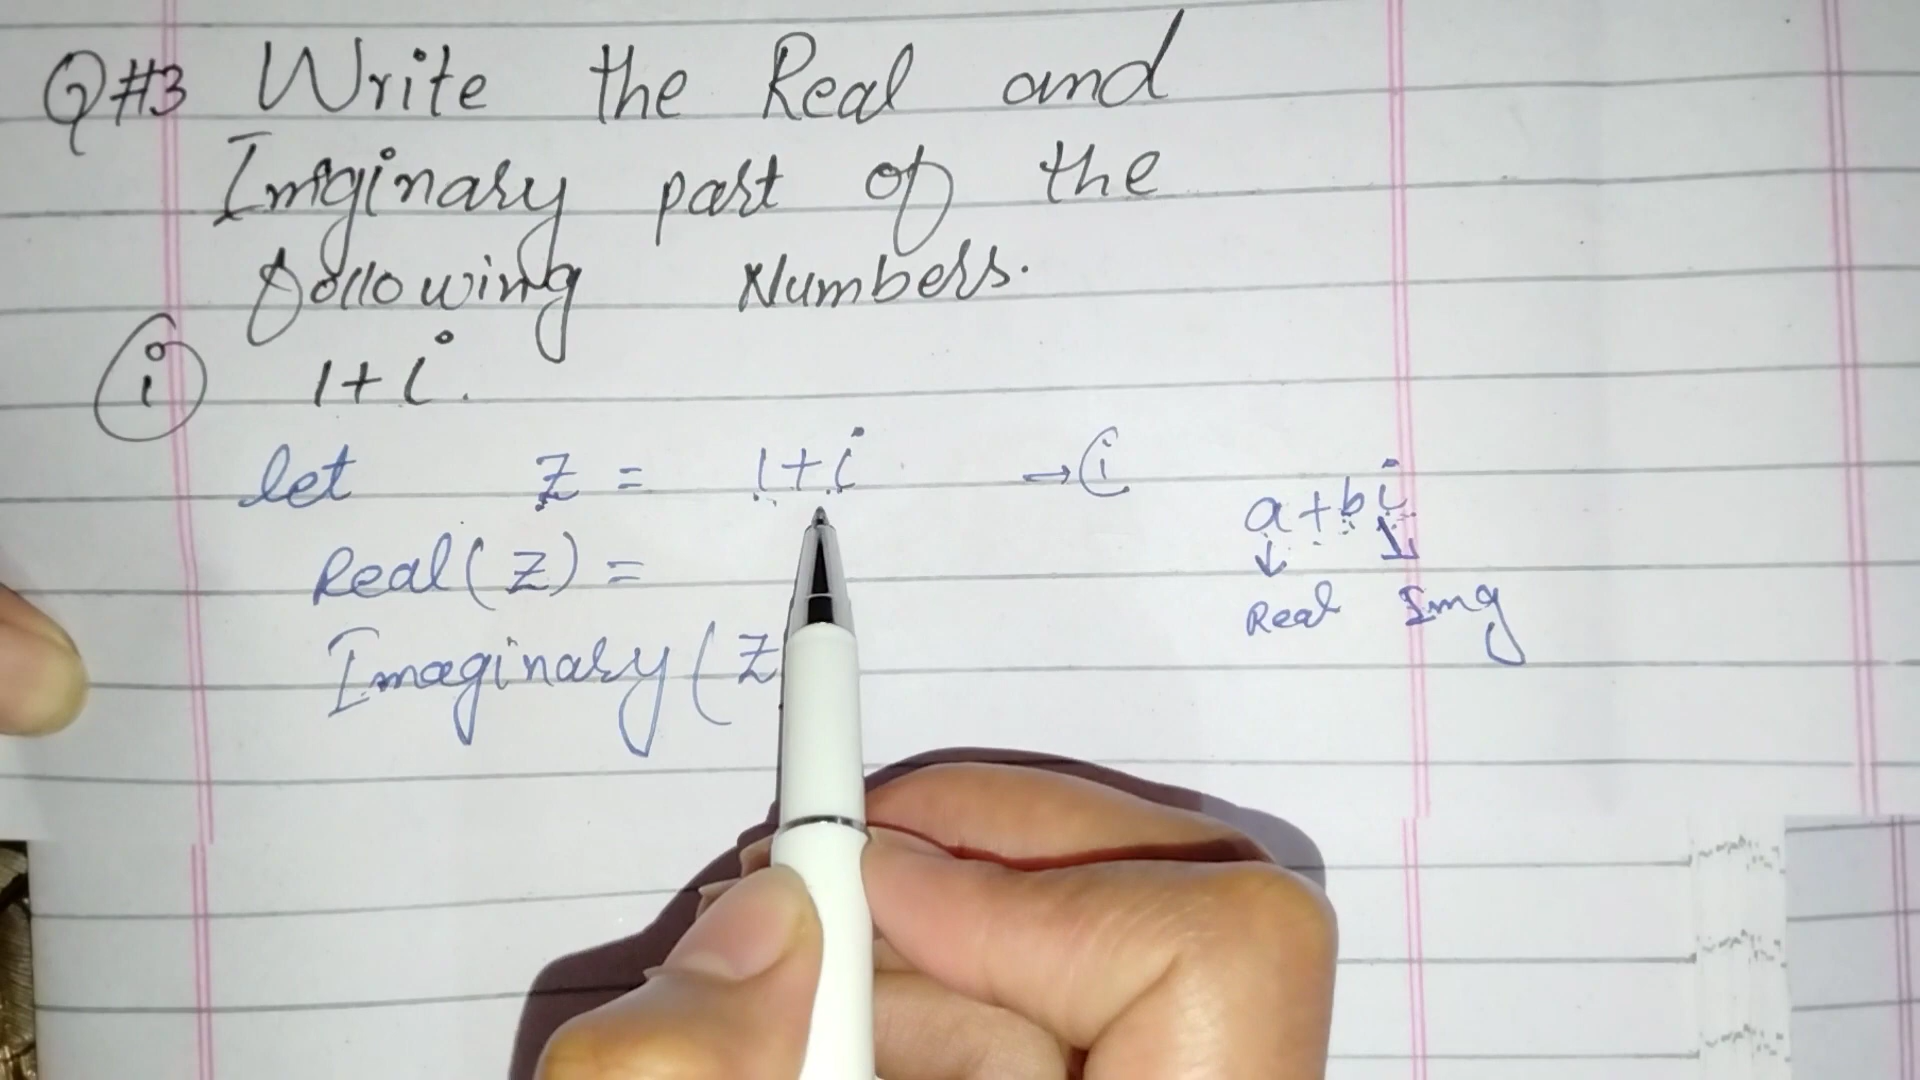 Q#3 Write the Real and
Imginary part of the
following Numbers.
i 1+i.
let Z = 1+i → i
Real(Z) =
Imaginary(Z
a+bi
↓ ↓
Real Img